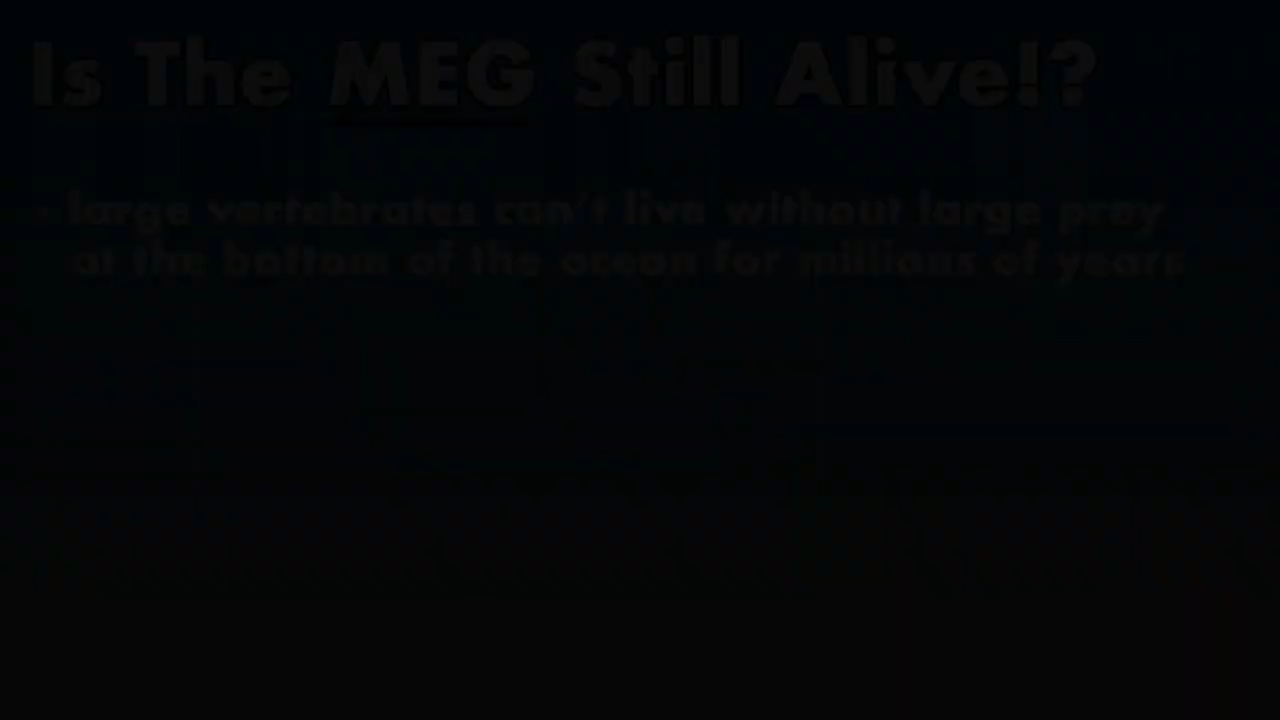 Is The MEG Still Alive!?
· large vertebrates can't live without large prey
at the bottom of the ocean for millions of years